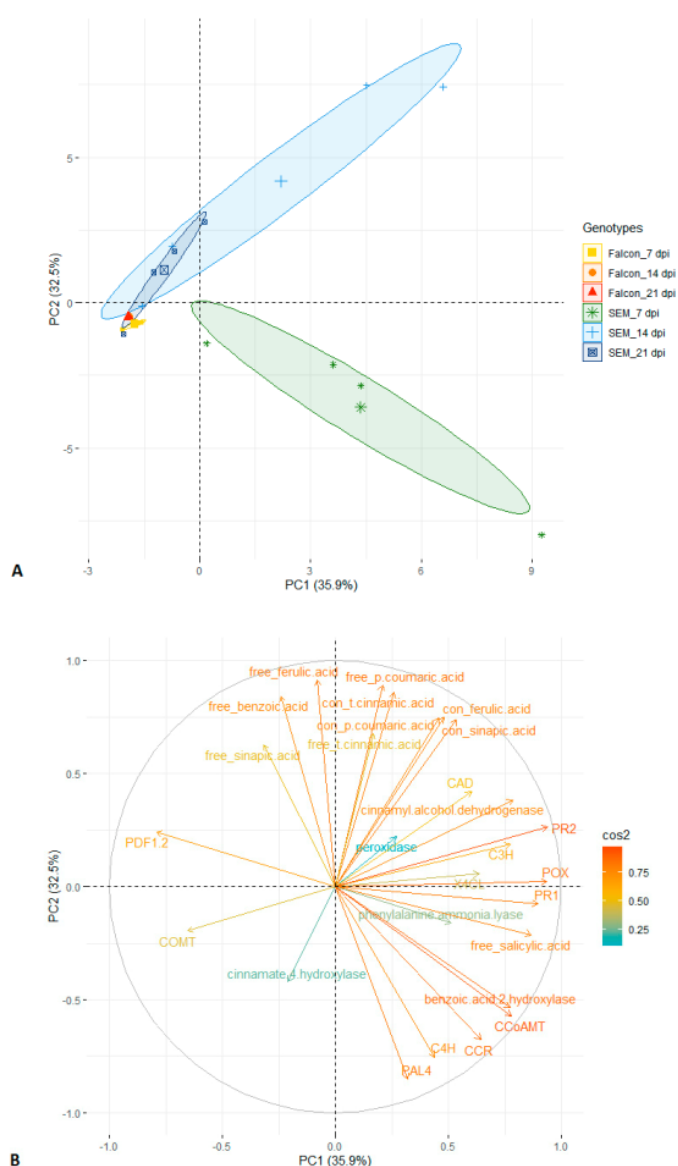 5
0
-5
PC2 (32.5%)
-3
0
3
6
9
PC1 (35.9%)
A
Genotypes
Falcon_7 dpi
Falcon_14 dpi
Falcon_21 dpi
SEM_7 dpi
SEM_14 dpi
SEM_21 dpi
1.0
0.5
0.0
-0.5
-1.0
PC2 (32.5%)
free_ferulic.acid
free_p.coumaric.acid
free_benzoic.acid
con_t.cinnamic.acid
con_ferulic.acid
con_p.coumaric.acid
con_sinapic.acid
free_sinapic.acid
free_t.cinnamic.acid
CAD
cinnamyl.alcohol.dehydrogenase
PDF1.2
peroxidase
PR2
C3H
POX
PR1
phenylalanine.ammonia.lyase
COMT
free_salicylic.acid
cinnamate.4.hydroxylase
benzoic.acid.2.hydroxylase
CCoAMT
C4H
CCR
PAL4
-1.0
-0.5
0.0
0.5
1.0
PC1 (35.9%)
B
cos2
0.75
0.50
0.25